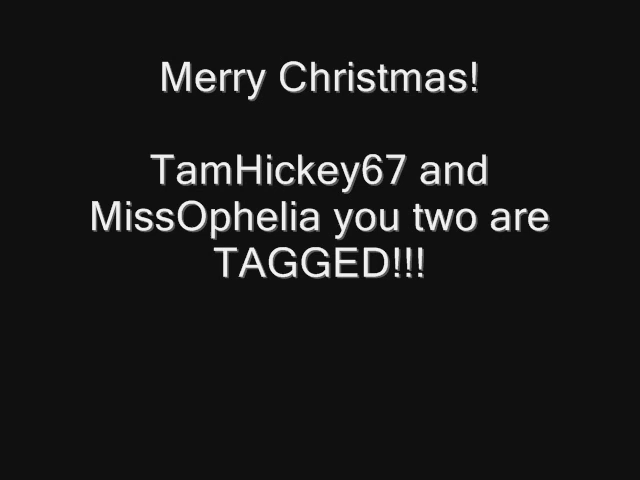 Merry Christmas!
TamHickey67 and
MissOphelia you two are
TAGGED!!!